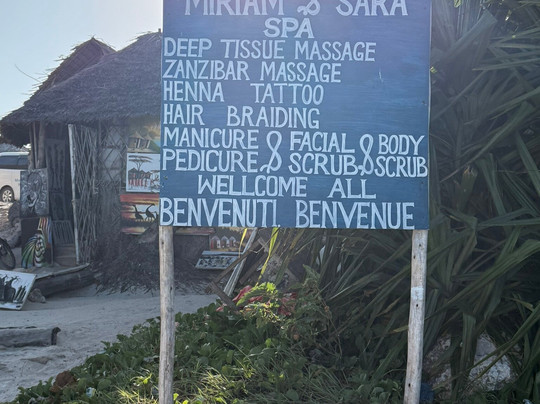 MIRIAM & SARA
SPA
DEEP TISSUE MASSAGE
ZANZIBAR MASSAGE
HENNA TATTOO
HAIR BRAIDING
MANICURE & FACIAL & BODY
PEDICURE & SCRUB & SCRUB
WELLCOME ALL
BENVENUTI BENVENUE